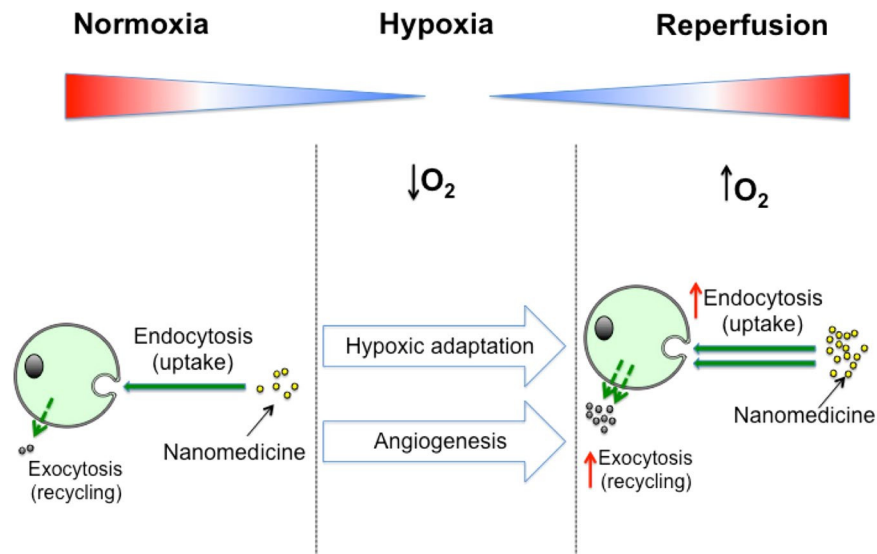 Normoxia
Hypoxia
Reperfusion
↓O₂
↑O₂
Endocytosis
(uptake)
Nanomedicine
Exocytosis
(recycling)
Hypoxic adaptation
Angiogenesis
Endocytosis
(uptake)
Nanomedicine
Exocytosis
(recycling)